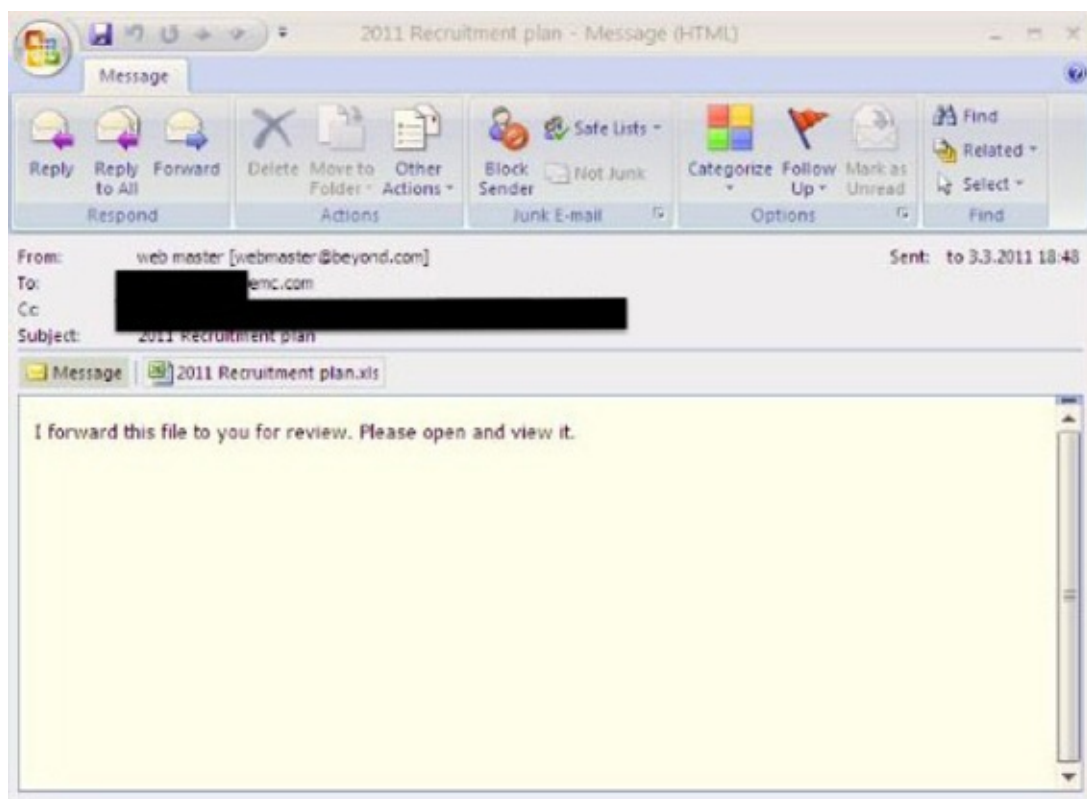 2011 Recruitment plan - Message (HTML)
Message
Reply
Reply to All
Forward
Delete
Move to Folder
Other Actions
Block Sender
Safe Lists
Not Junk
Categorize
Follow Up
Mark as Unread
Find
Related
Select
Respond
Actions
Junk E-mail
Options
Find
From: web master [webmaster@beyond.com]
Sent: to 3.3.2011 18:48
To: emc.com
Cc:
Subject: 2011 Recruitment plan
Message
2011 Recruitment plan.xls
I forward this file to you for review. Please open and view it.